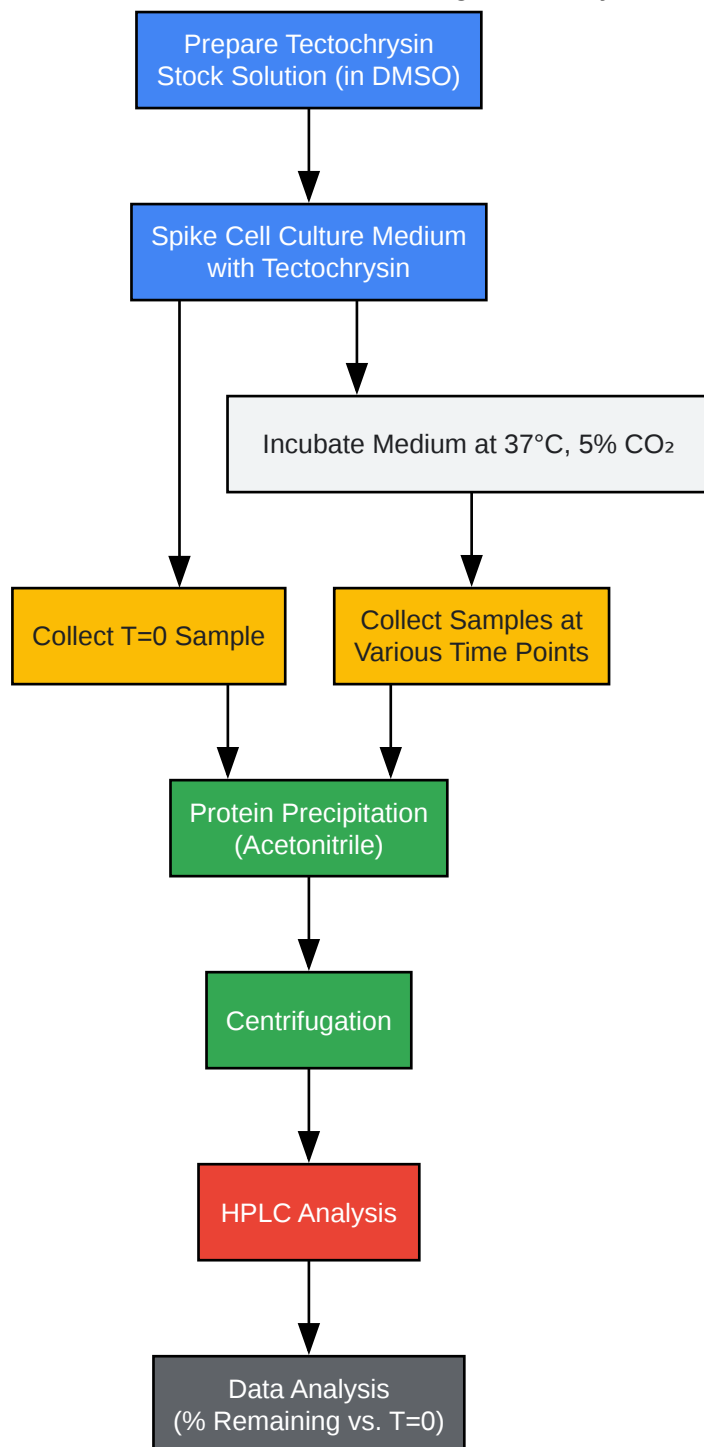 Prepare Tectochrysin
Stock Solution (in DMSO)
Spike Cell Culture Medium
with Tectochrysin
Incubate Medium at 37°C, 5% CO₂
Collect T=0 Sample
Collect Samples at
Various Time Points
Protein Precipitation
(Acetonitrile)
Centrifugation
HPLC Analysis
Data Analysis
(% Remaining vs. T=0)